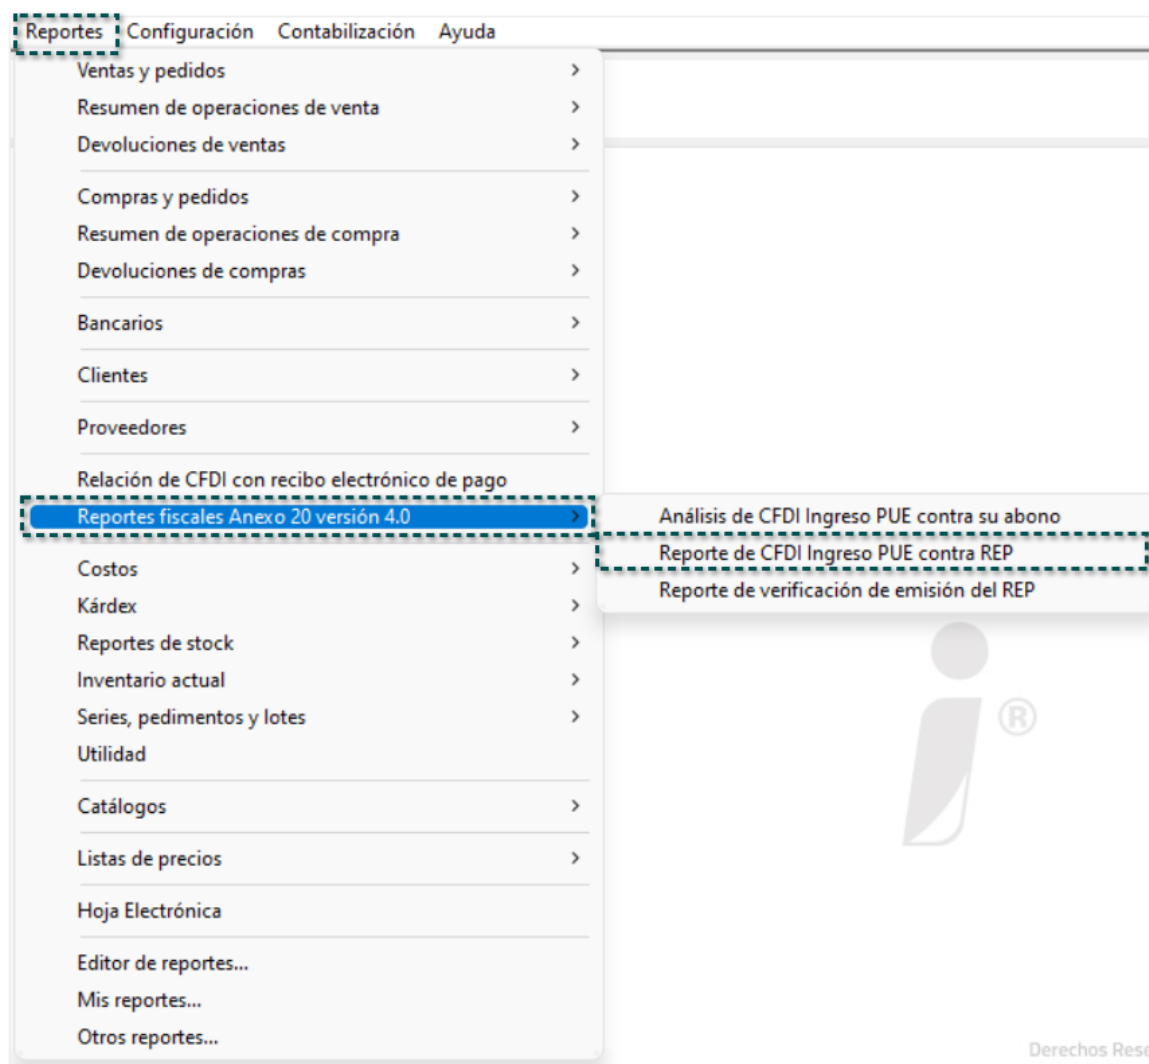 Reportes Configuración Contabilización Ayuda
Ventas y pedidos
Resumen de operaciones de venta
Devoluciones de ventas
Compras y pedidos
Resumen de operaciones de compra
Devoluciones de compras
Bancarios
Clientes
Proveedores
Relación de CFDI con recibo electrónico de pago
Reportes fiscales Anexo 20 versión 4.0
Análisis de CFDI Ingreso PUE contra su abono
Reporte de CFDI Ingreso PUE contra REP
Reporte de verificación de emisión del REP
Costos
Kárdex
Reportes de stock
Inventario actual
Series, pedimentos y lotes
Utilidad
Catálogos
Listas de precios
Hoja Electrónica
Editor de reportes...
Mis reportes...
Otros reportes...
i®
Derechos Rese